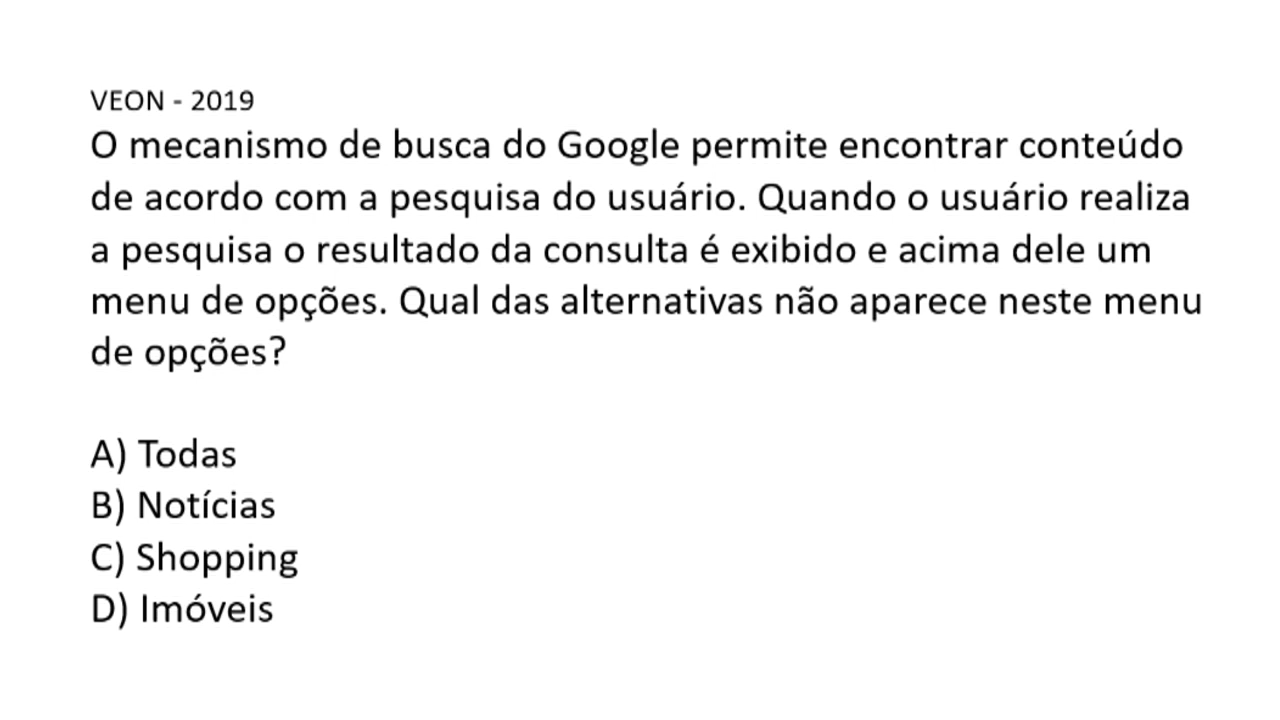 VEON - 2019
O mecanismo de busca do Google permite encontrar conteúdo
de acordo com a pesquisa do usuário. Quando o usuário realiza
a pesquisa o resultado da consulta é exibido e acima dele um
menu de opções. Qual das alternativas não aparece neste menu
de opções?
A) Todas
B) Notícias
C) Shopping
D) Imóveis